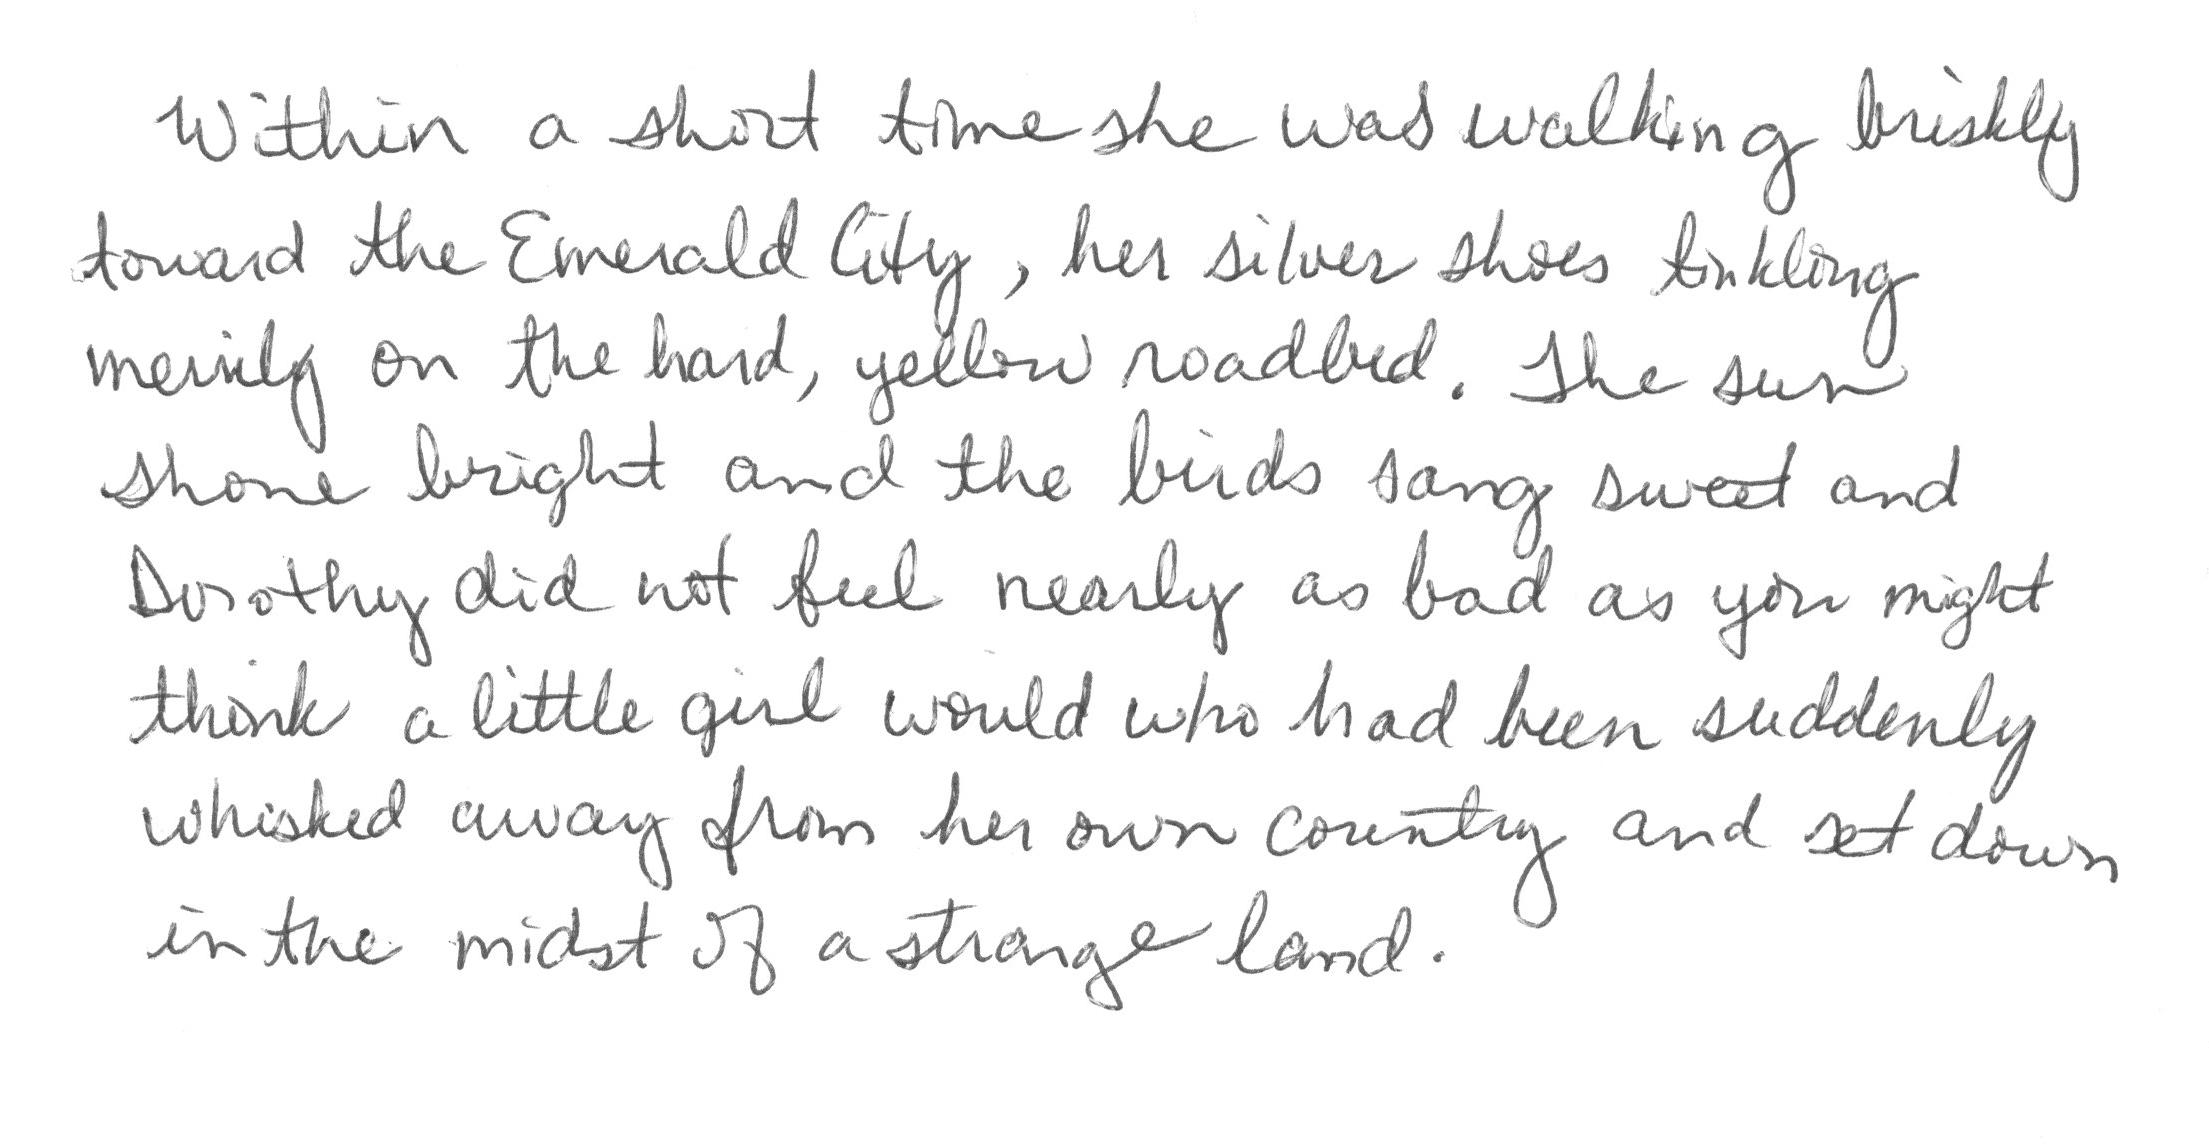 Within a short time she was walking briskly
toward the Emerald City, her silver shoes tinkling
merrily on the hard, yellow roadbed. The sun
shone bright and the birds sang sweet and
Dorothy did not feel nearly as bad as you might
think a little girl would who had been suddenly
whisked away from her own country and set down
in the midst of a strange land.